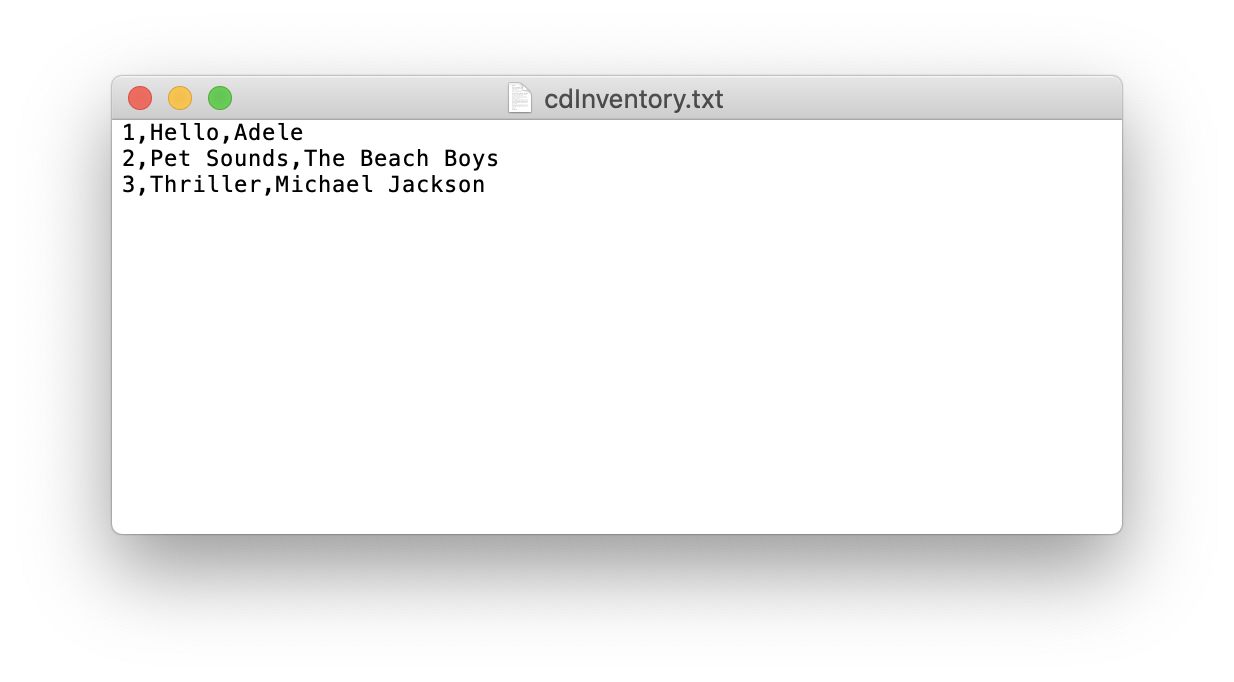 cdInventory.txt
1,Hello,Adele
2,Pet Sounds,The Beach Boys
3,Thriller,Michael Jackson